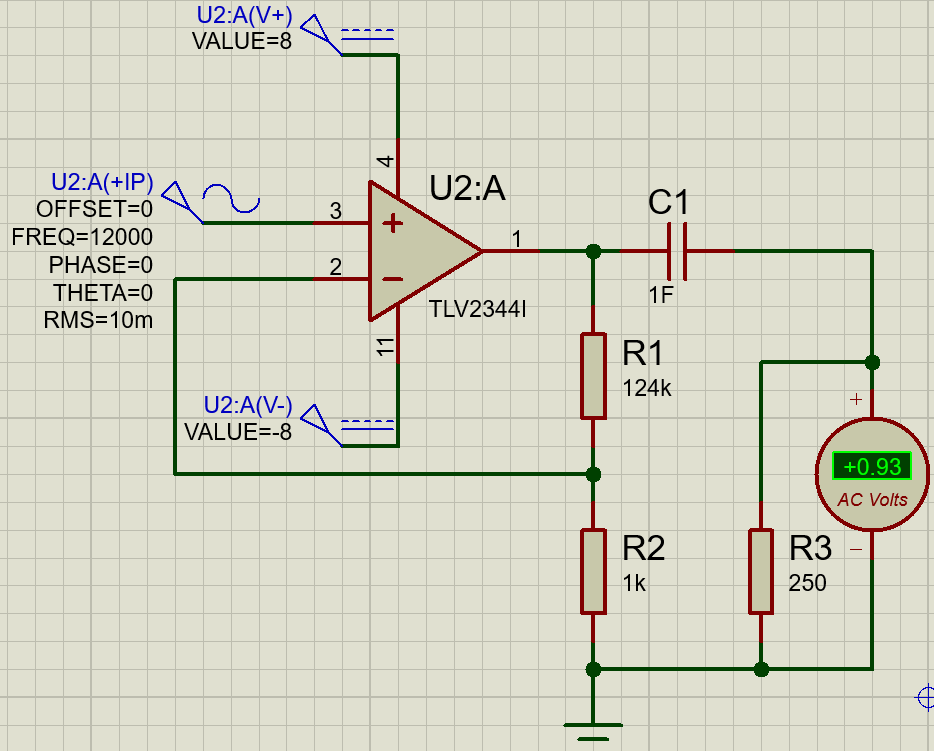 U2:A(V+)
VALUE=8
4
U2:A(+IP)
OFFSET=0
FREQ=12000
PHASE=0
THETA=0
RMS=10m
3
2
+
−
U2:A
1
TLV2344I
11
U2:A(V-)
VALUE=-8
C1
1F
R1
124k
+
+0.93
AC Volts
−
R2
1k
R3
250